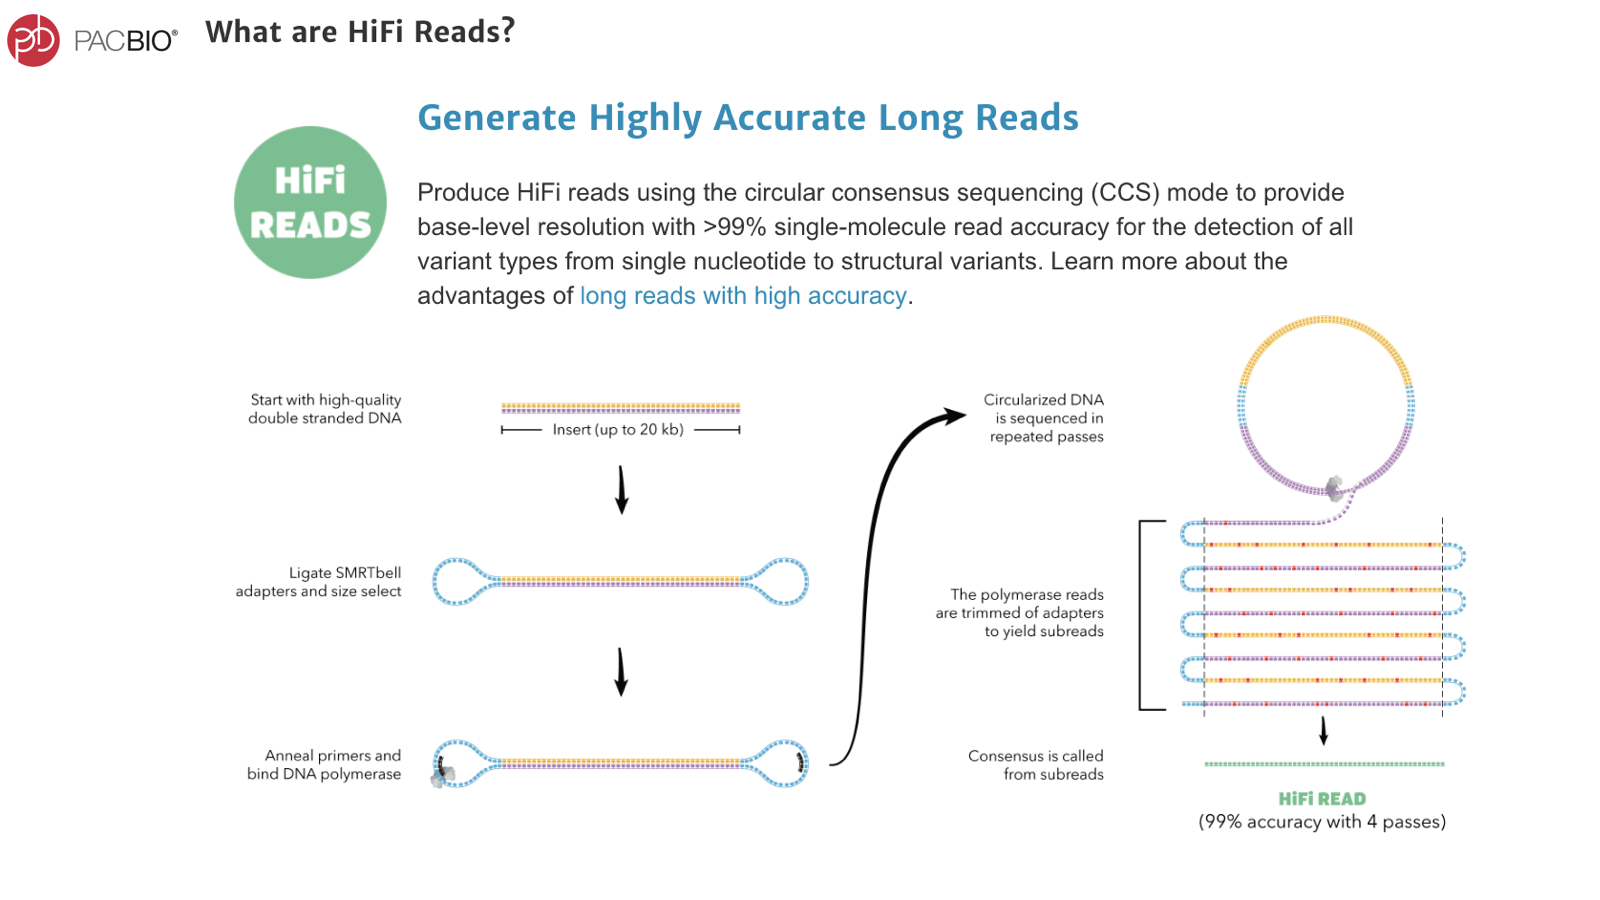 PACBIO®
What are HiFi Reads?
HiFi
READS
Generate Highly Accurate Long Reads
Produce HiFi reads using the circular consensus sequencing (CCS) mode to provide
base-level resolution with >99% single-molecule read accuracy for the detection of all
variant types from single nucleotide to structural variants. Learn more about the
advantages of long reads with high accuracy.
Start with high-quality
double stranded DNA
Insert (up to 20 kb)
Ligate SMRTbell
adapters and size select
Anneal primers and
bind DNA polymerase
Circularized DNA
is sequenced in
repeated passes
The polymerase reads
are trimmed of adapters
to yield subreads
Consensus is called
from subreads
HiFi READ
(99% accuracy with 4 passes)